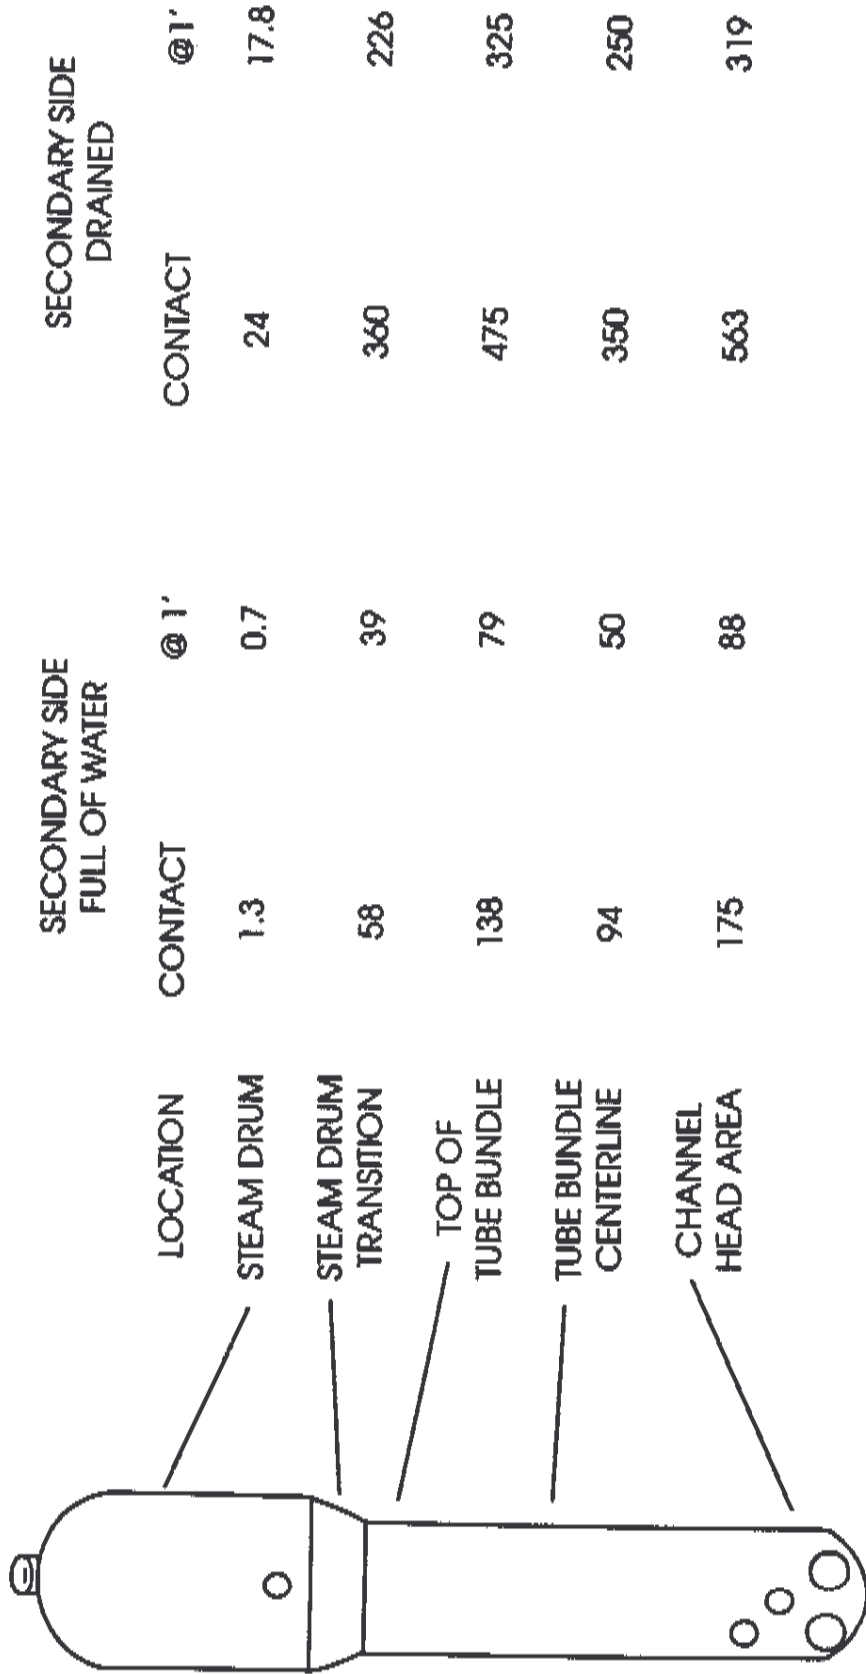 SECONDARY SIDE
FULL OF WATER
SECONDARY SIDE
DRAINED
LOCATION CONTACT @ 1' CONTACT @1'
STEAM DRUM 1.3 0.7 24 17.8
STEAM DRUM
TRANSITION 58 39 360 226
TOP OF
TUBE BUNDLE 138 79 475 325
TUBE BUNDLE
CENTERLINE 94 50 350 250
CHANNEL
HEAD AREA 175 88 563 319